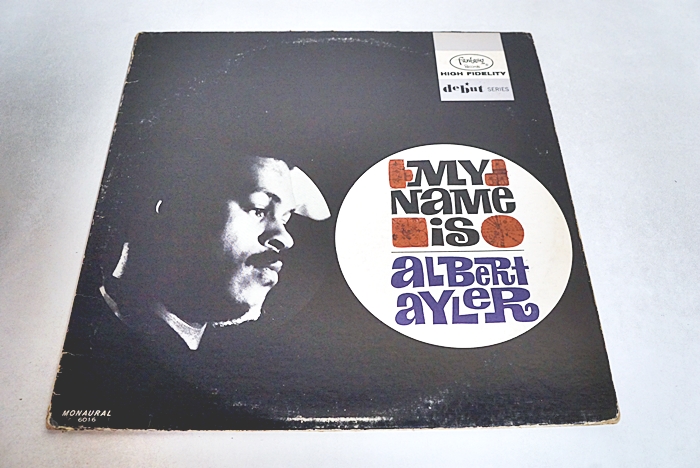 Fantasy
HIGH FIDELITY
debut SERIES
MY
NAME
IS
ALBERT
AYLER
MONAURAL
6016